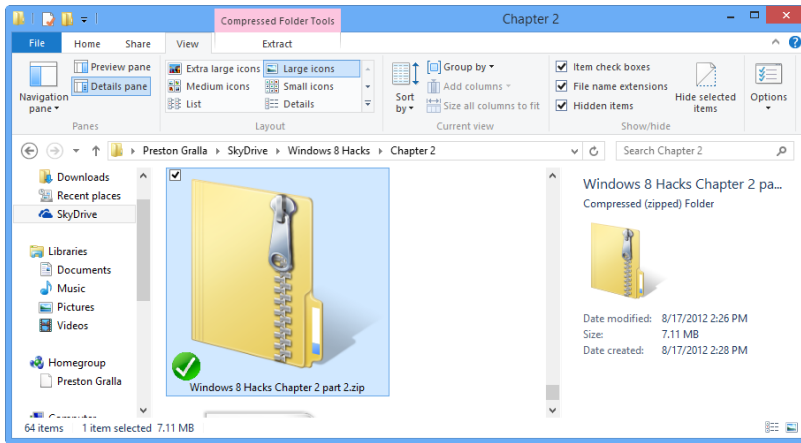 Compressed Folder Tools
Chapter 2
File Home Share View Extract
Navigation pane
Preview pane
Details pane
Panes
Extra large icons Large icons
Medium icons Small icons
List Details
Layout
Sort by
Group by
Add columns
Size all columns to fit
Current view
Item check boxes
File name extensions
Hidden items
Hide selected items
Show/hide
Options
Preston Gralla SkyDrive Windows 8 Hacks Chapter 2
Search Chapter 2
Downloads
Recent places
SkyDrive
Libraries
Documents
Music
Pictures
Videos
Homegroup
Preston Gralla
Computer
Windows 8 Hacks Chapter 2 part 2.zip
Windows 8 Hacks Chapter 2 pa...
Compressed (zipped) Folder
Date modified: 8/17/2012 2:26 PM
Size: 7.11 MB
Date created: 8/17/2012 2:28 PM
64 items 1 item selected 7.11 MB